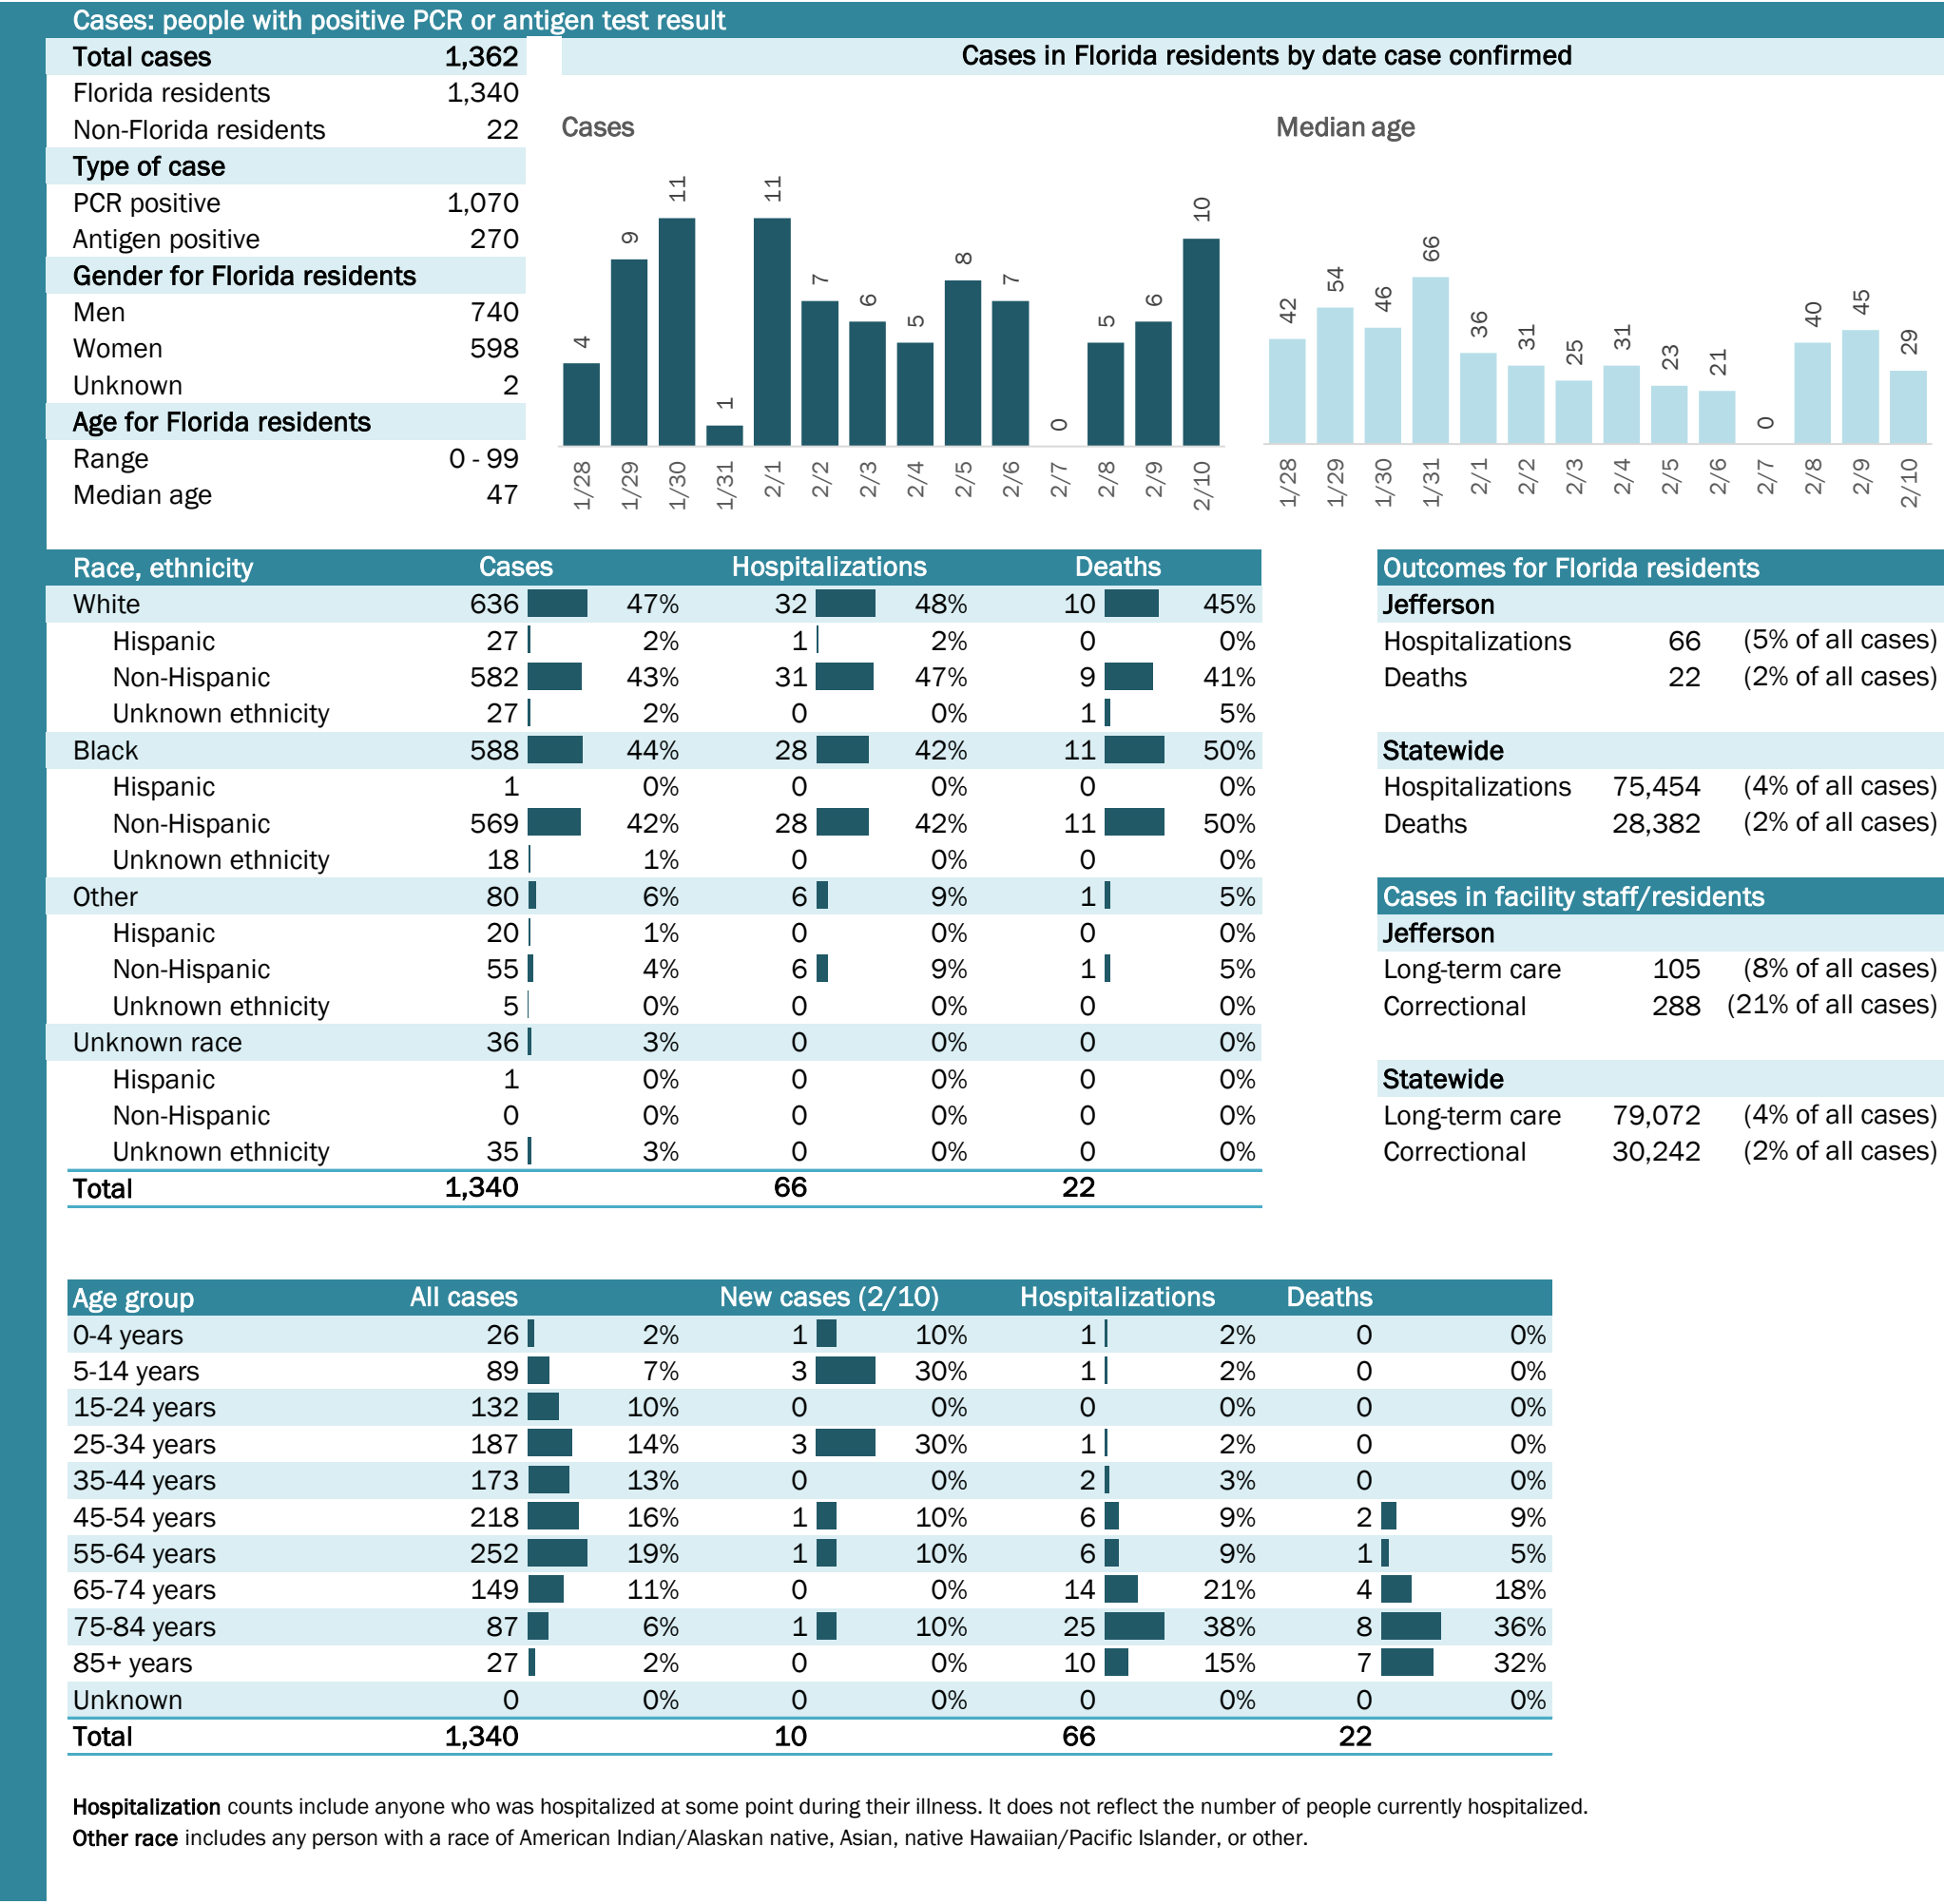 Cases: people with positive PCR or antigen test result
Total cases 1,362
Florida residents 1,340
Non-Florida residents 22
Type of case
PCR positive 1,070
Antigen positive 270
Gender for Florida residents
Men 740
Women 598
Unknown 2
Age for Florida residents
Range 0 - 99
Median age 47
Cases in Florida residents by date case confirmed
Cases
4 9 11 1 11 7 6 5 8 7 0 5 6 10
1/28 1/29 1/30 1/31 2/1 2/2 2/3 2/4 2/5 2/6 2/7 2/8 2/9 2/10
Median age
42 54 46 66 36 31 25 31 23 21 0 40 45 29
1/28 1/29 1/30 1/31 2/1 2/2 2/3 2/4 2/5 2/6 2/7 2/8 2/9 2/10
Race, ethnicity Cases Hospitalizations Deaths
White 636 47% 32 48% 10 45%
Hispanic 27 2% 1 2% 0 0%
Non-Hispanic 582 43% 31 47% 9 41%
Unknown ethnicity 27 2% 0 0% 1 5%
Black 588 44% 28 42% 11 50%
Hispanic 1 0% 0 0% 0 0%
Non-Hispanic 569 42% 28 42% 11 50%
Unknown ethnicity 18 1% 0 0% 0 0%
Other 80 6% 6 9% 1 5%
Hispanic 20 1% 0 0% 0 0%
Non-Hispanic 55 4% 6 9% 1 5%
Unknown ethnicity 5 0% 0 0% 0 0%
Unknown race 36 3% 0 0% 0 0%
Hispanic 1 0% 0 0% 0 0%
Non-Hispanic 0 0% 0 0% 0 0%
Unknown ethnicity 35 3% 0 0% 0 0%
Total 1,340 66 22
Outcomes for Florida residents
Jefferson
Hospitalizations 66 (5% of all cases)
Deaths 22 (2% of all cases)
Statewide
Hospitalizations 75,454 (4% of all cases)
Deaths 28,382 (2% of all cases)
Cases in facility staff/residents
Jefferson
Long-term care 105 (8% of all cases)
Correctional 288 (21% of all cases)
Statewide
Long-term care 79,072 (4% of all cases)
Correctional 30,242 (2% of all cases)
Age group All cases New cases (2/10) Hospitalizations Deaths
0-4 years 26 2% 1 10% 1 2% 0 0%
5-14 years 89 7% 3 30% 1 2% 0 0%
15-24 years 132 10% 0 0% 0 0% 0 0%
25-34 years 187 14% 3 30% 1 2% 0 0%
35-44 years 173 13% 0 0% 2 3% 0 0%
45-54 years 218 16% 1 10% 6 9% 2 9%
55-64 years 252 19% 1 10% 6 9% 1 5%
65-74 years 149 11% 0 0% 14 21% 4 18%
75-84 years 87 6% 1 10% 25 38% 8 36%
85+ years 27 2% 0 0% 10 15% 7 32%
Unknown 0 0% 0 0% 0 0% 0 0%
Total 1,340 10 66 22
Hospitalization counts include anyone who was hospitalized at some point during their illness. It does not reflect the number of people currently hospitalized.
Other race includes any person with a race of American Indian/Alaskan native, Asian, native Hawaiian/Pacific Islander, or other.